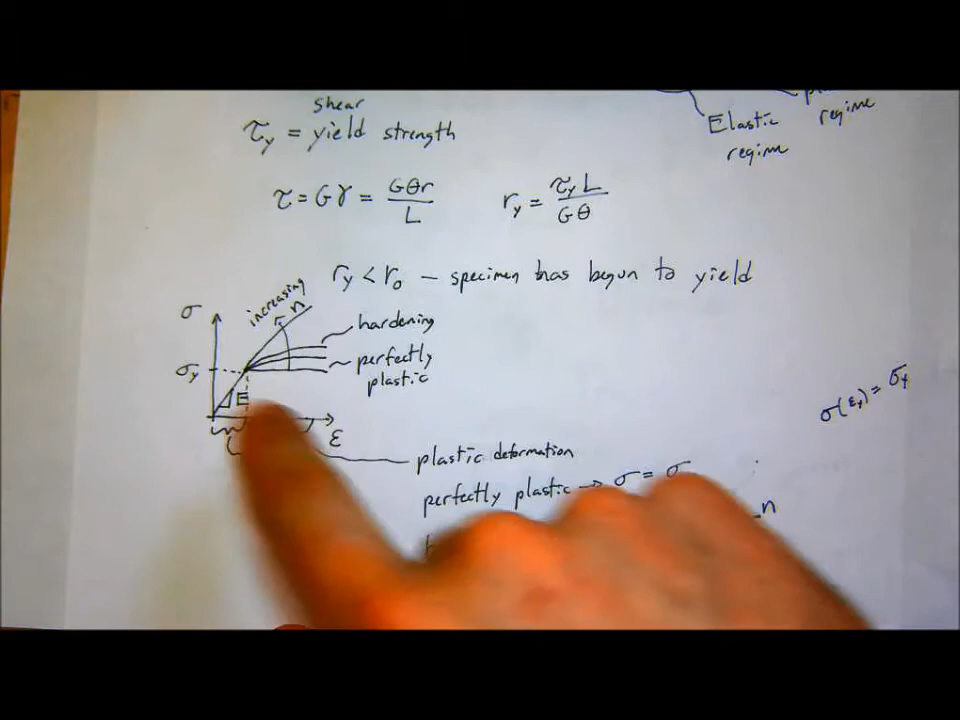 shear
τy = yield strength
Elastic
regime
regime
τ = Gγ = Gθr / L
ry = τy L / Gθ
ry < ro — specimen has begun to yield
increasing
n
σ
hardening
σy
perfectly
plastic
E
ε
σ(εy) = σy
plastic deformation
perfectly plastic → σ = σ
n